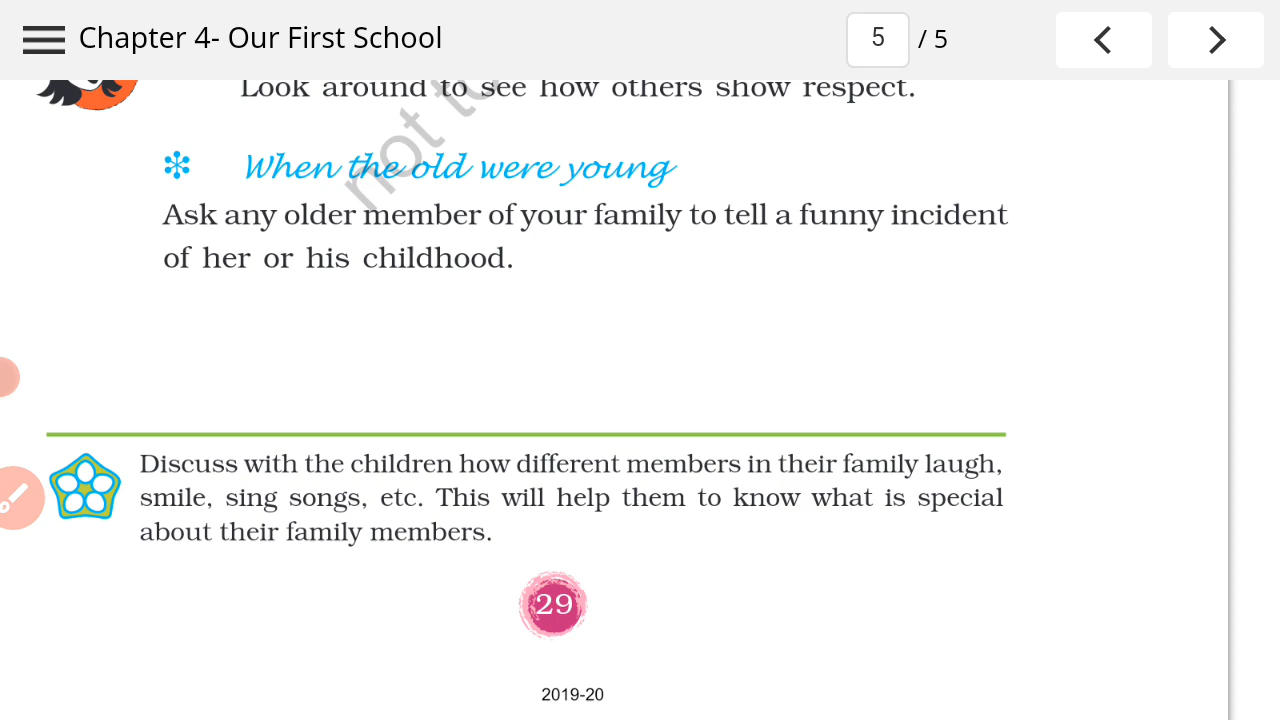 Chapter 4- Our First School
5 / 5
Look around to see how others show respect.
not to
When the old were young
Ask any older member of your family to tell a funny incident
of her or his childhood.
Discuss with the children how different members in their family laugh,
smile, sing songs, etc. This will help them to know what is special
about their family members.
29
2019-20